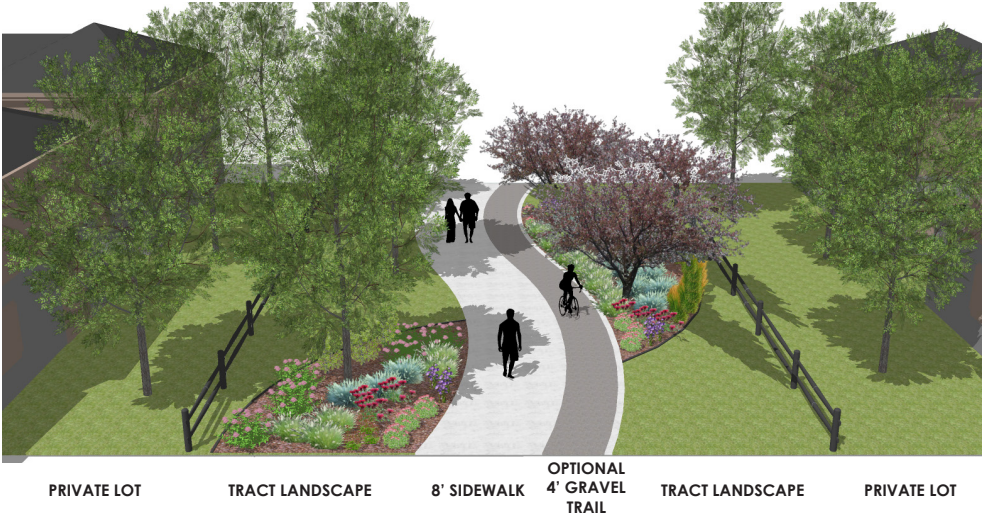 PRIVATE LOT
TRACT LANDSCAPE
8’ SIDEWALK
OPTIONAL
4’ GRAVEL
TRAIL
TRACT LANDSCAPE
PRIVATE LOT